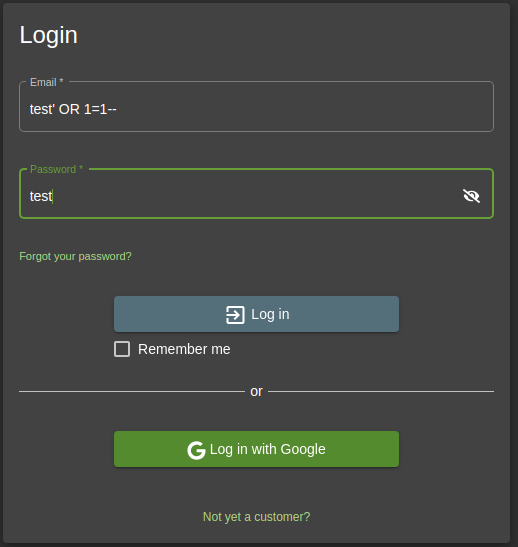 Login
Email *
test' OR 1=1--
Password *
test
Forgot your password?
Log in
Remember me
or
Log in with Google
Not yet a customer?